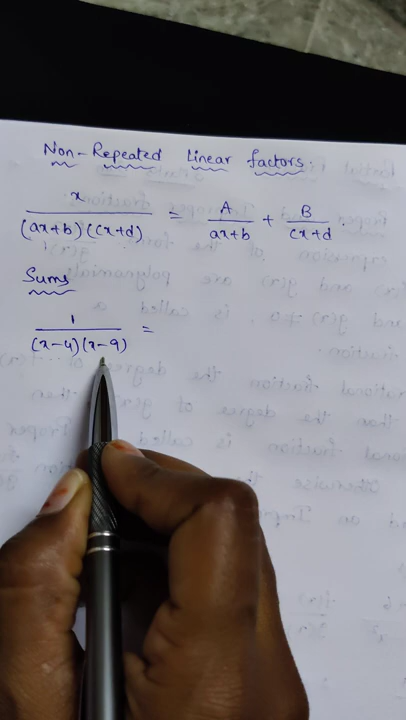 Non-Repeated Linear factors.
x / (ax+b)(cx+d) = A / ax+b + B / cx+d.
Sums
1 / (x-4)(x-9) =